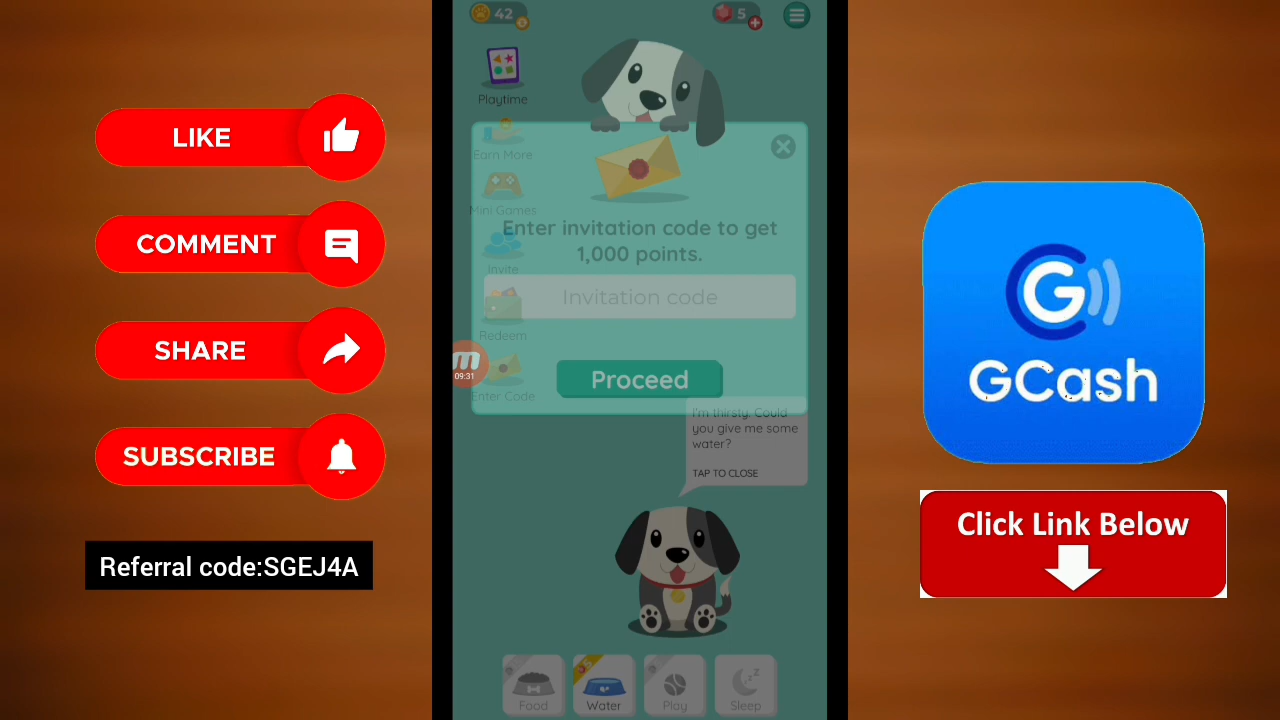 LIKE
COMMENT
SHARE
SUBSCRIBE
Referral code:SGEJ4A
42
5
Playtime
Earn More
Mini Games
Invite
Redeem
Enter Code
09:31
Enter invitation code to get
1,000 points.
Invitation code
Proceed
I'm thirsty. Could
you give me some
water?
TAP TO CLOSE
Food
Water
Play
Sleep
GCash
Click Link Below